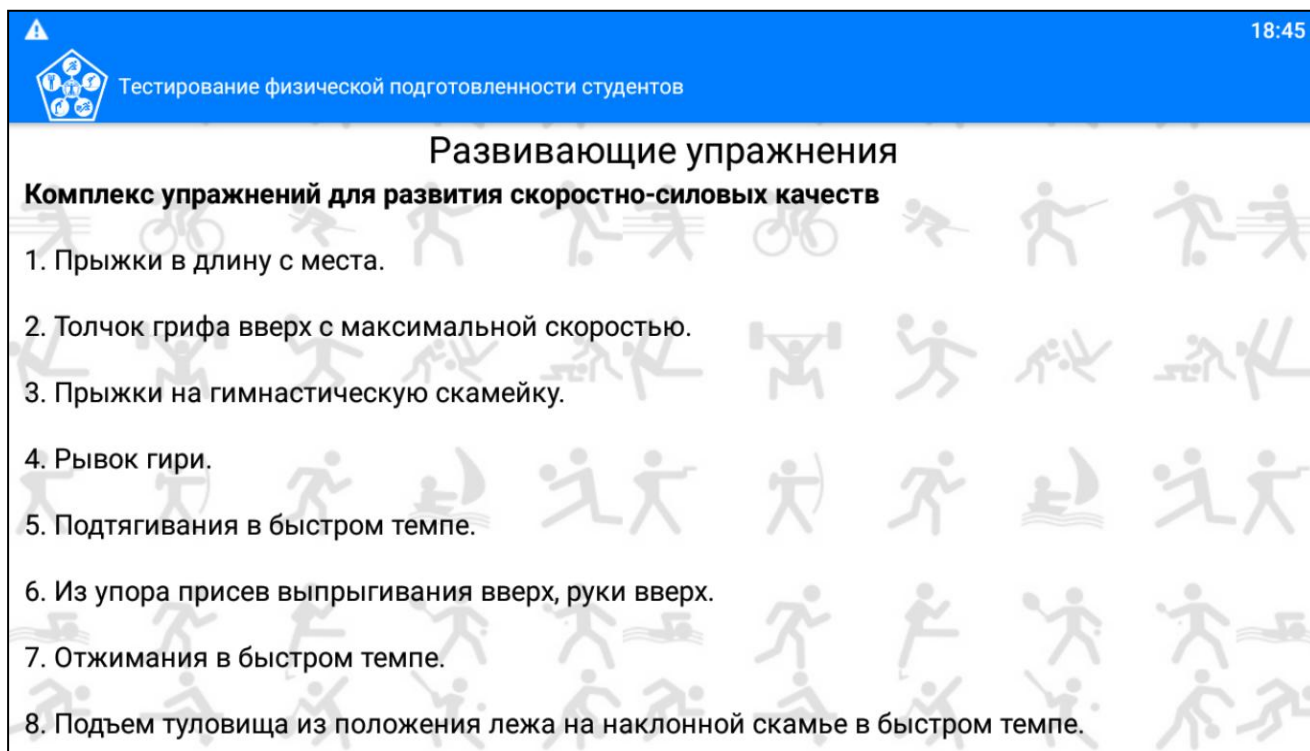 18:45
Тестирование физической подготовленности студентов
Развивающие упражнения
Комплекс упражнений для развития скоростно-силовых качеств
1. Прыжки в длину с места.
2. Толчок грифа вверх с максимальной скоростью.
3. Прыжки на гимнастическую скамейку.
4. Рывок гири.
5. Подтягивания в быстром темпе.
6. Из упора присев выпрыгивания вверх, руки вверх.
7. Отжимания в быстром темпе.
8. Подъем туловища из положения лежа на наклонной скамье в быстром темпе.